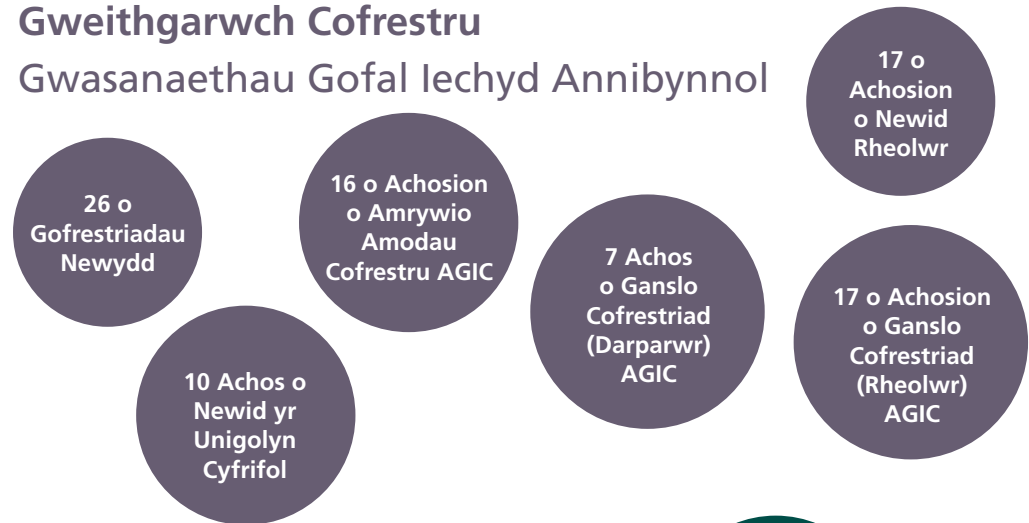 Gweithgarwch Cofrestru
Gwasanaethau Gofal Iechyd Annibynnol
17 o
Achosion
o Newid
Rheolwr
26 o
Gofrestriadau
Newydd
16 o Achosion
o Amrywio
Amodau
Cofrestru AGIC
7 Achos
o Ganslo
Cofrestriad
(Darparwr)
AGIC
17 o Achosion
o Ganslo
Cofrestriad
(Rheolwr)
AGIC
10 Achos o
Newid yr
Unigolyn
Cyfrifol